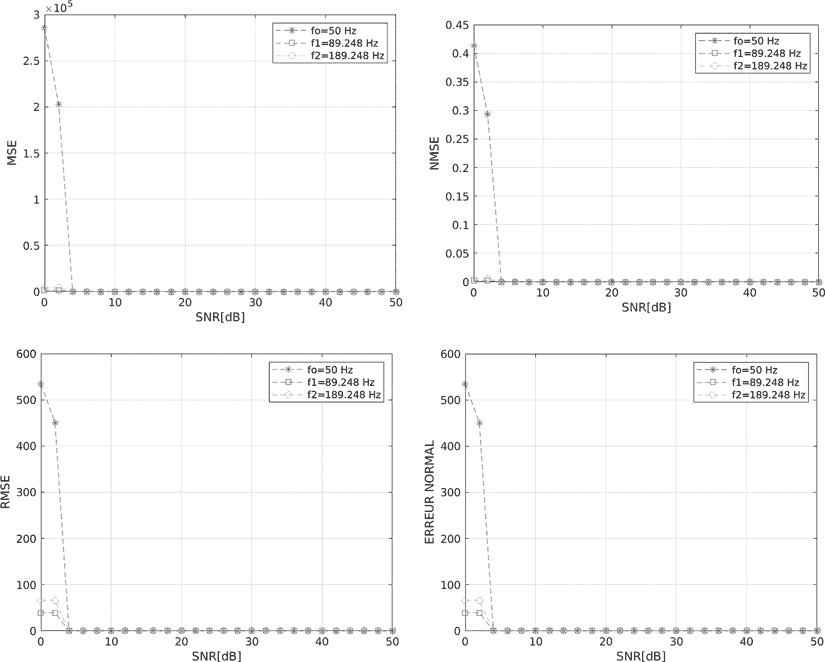 ×10^5
3
2.5
2
1.5
1
0.5
0
MSE
0 10 20 30 40 50
SNR[dB]
fo=50 Hz
f1=89.248 Hz
f2=189.248 Hz
0.45
0.4
0.35
0.3
0.25
0.2
0.15
0.1
0.05
0
NMSE
0 10 20 30 40 50
SNR[dB]
fo=50 Hz
f1=89.248 Hz
f2=189.248 Hz
600
500
400
300
200
100
0
RMSE
0 10 20 30 40 50
SNR[dB]
fo=50 Hz
f1=89.248 Hz
f2=189.248 Hz
600
500
400
300
200
100
0
ERREUR NORMAL
0 10 20 30 40 50
SNR[dB]
fo=50 Hz
f1=89.248 Hz
f2=189.248 Hz